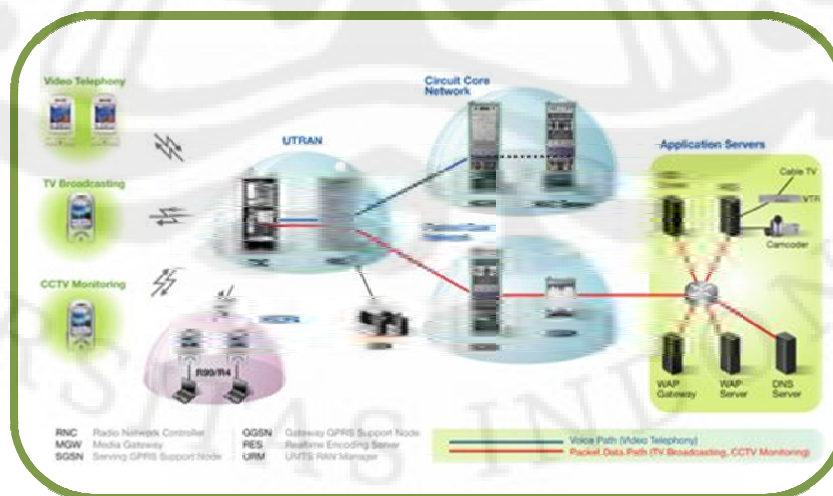 Video Telephony
TV Broadcasting
CCTV Monitoring
UTRAN
R99/R4
Circuit Core
Network
Application Servers
Cable TV
VTR
Camcoder
WAP
Gateway
WAP
Server
DNS
Server
RNC Radio Network Controller
MGW Media Gateway
SGSN Serving GPRS Support Node
GGSN Gateway GPRS Support Node
RES Realtime Encoding Server
URM UMTS RAN Manager
Voice Path (Video Telephony)
Packet Data Path (TV Broadcasting, CCTV Monitoring)